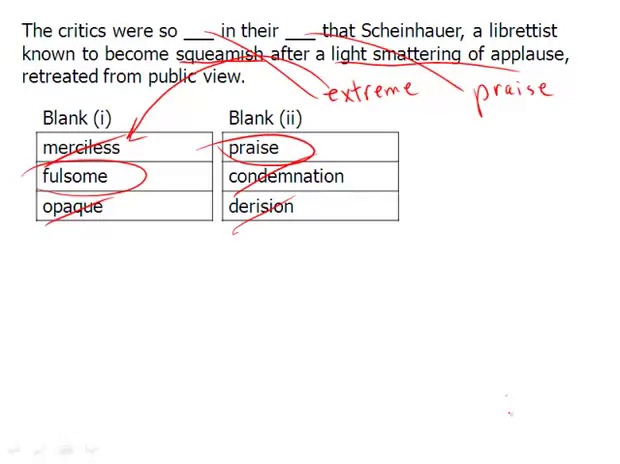 The critics were so ___ in their ___ that Scheinhauer, a librettist
known to become squeamish after a light smattering of applause,
retreated from public view.
extreme praise
Blank (i) Blank (ii)
merciless praise
fulsome condemnation
opaque derision